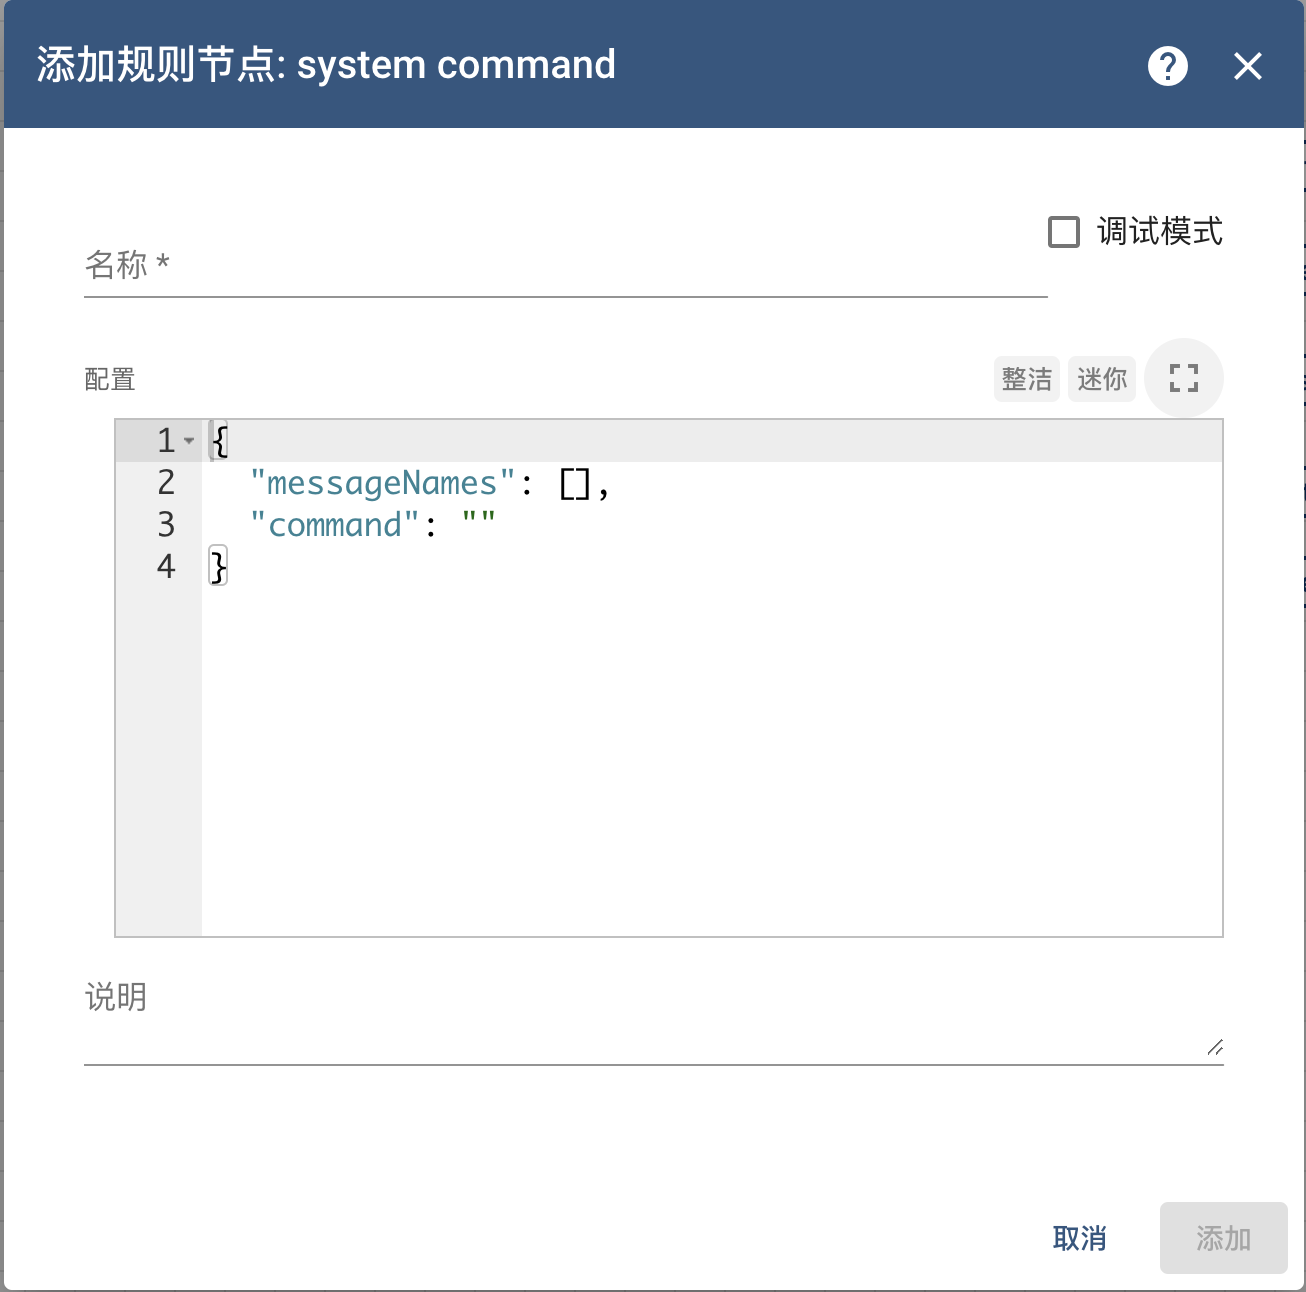 添加规则节点: system command
调试模式
名称 *
配置
整洁 迷你
1 {
2 "messageNames": [],
3 "command": ""
4 }
说明
取消 添加